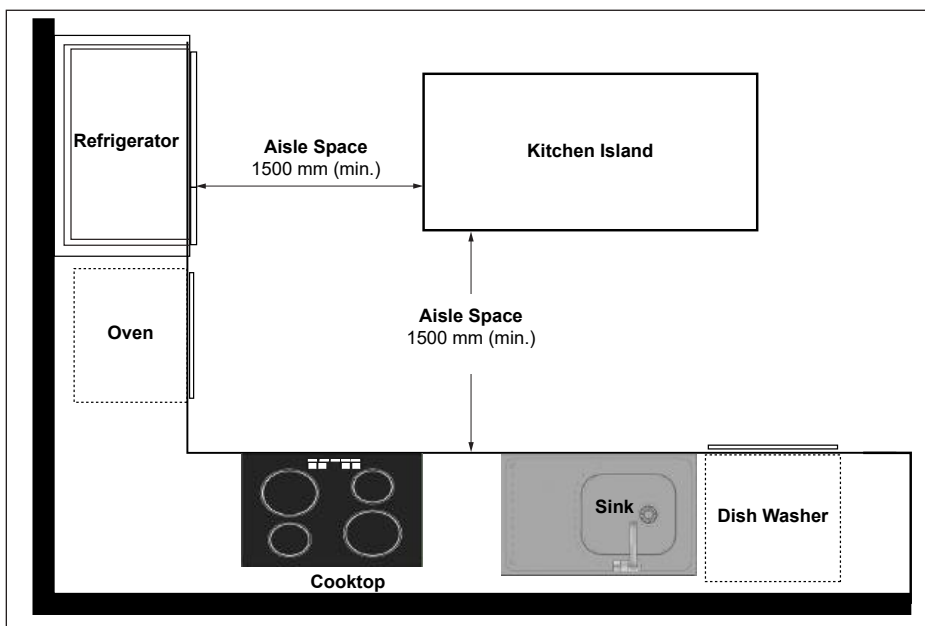 Refrigerator
Aisle Space
1500 mm (min.)
Kitchen Island
Aisle Space
1500 mm (min.)
Oven
Sink
Dish Washer
Cooktop